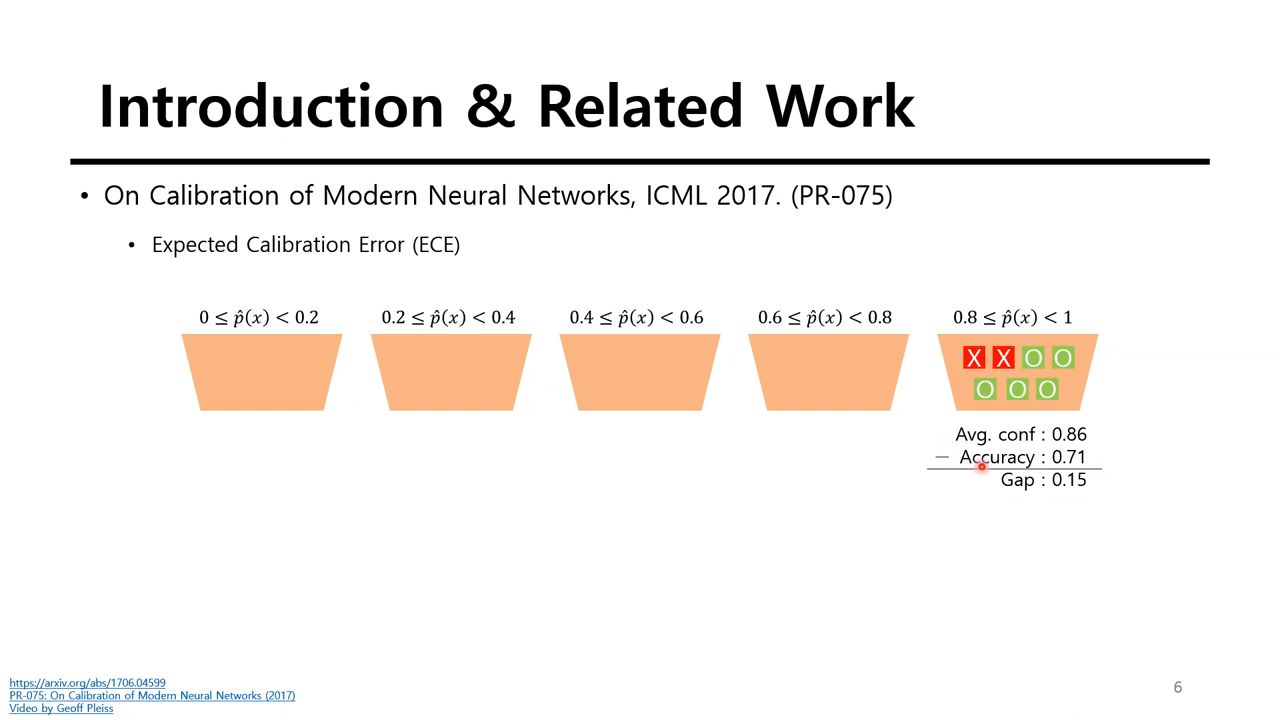 Introduction & Related Work
• On Calibration of Modern Neural Networks, ICML 2017. (PR-075)
• Expected Calibration Error (ECE)
0 ≤ p̂(x) < 0.2 0.2 ≤ p̂(x) < 0.4 0.4 ≤ p̂(x) < 0.6 0.6 ≤ p̂(x) < 0.8 0.8 ≤ p̂(x) < 1
X X O O
O O O
Avg. conf : 0.86
− Accuracy : 0.71
Gap : 0.15
https://arxiv.org/abs/1706.04599
PR-075: On Calibration of Modern Neural Networks (2017)
Video by Geoff Pleiss
6